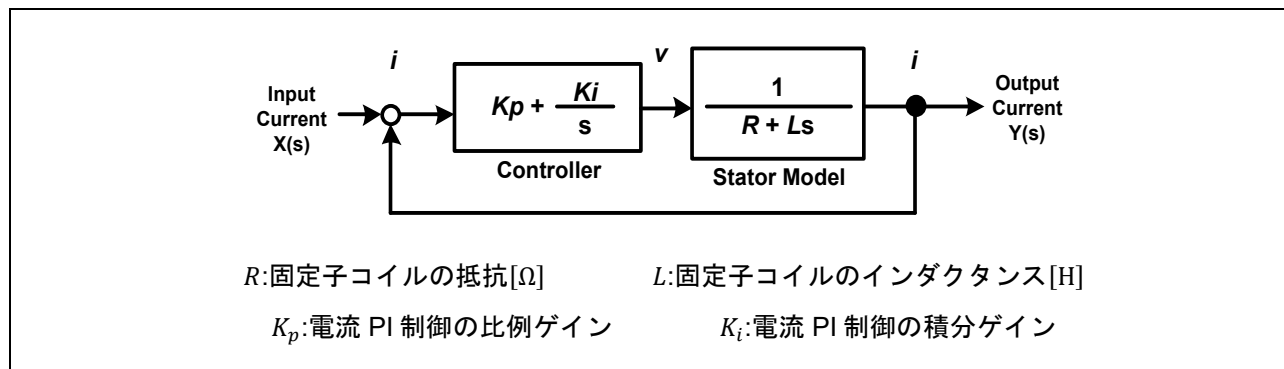 i
v
i
Input
Current
X(s)
Kp + Ki
s
1
R + Ls
Output
Current
Y(s)
Controller
Stator Model
R:固定子コイルの抵抗[Ω]
L:固定子コイルのインダクタンス[H]
Kp:電流 PI 制御の比例ゲイン
Ki:電流 PI 制御の積分ゲイン